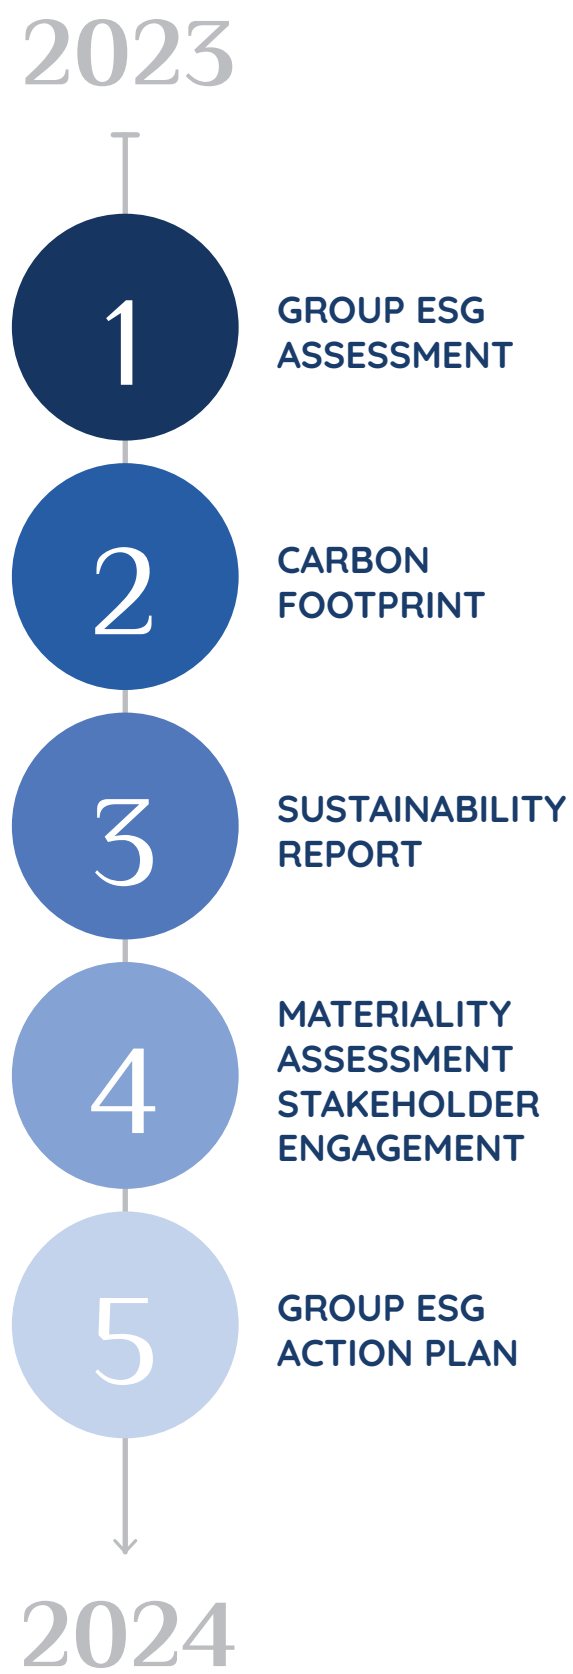 2023
1
GROUP ESG
ASSESSMENT
2
CARBON
FOOTPRINT
3
SUSTAINABILITY
REPORT
4
MATERIALITY
ASSESSMENT
STAKEHOLDER
ENGAGEMENT
5
GROUP ESG
ACTION PLAN
2024